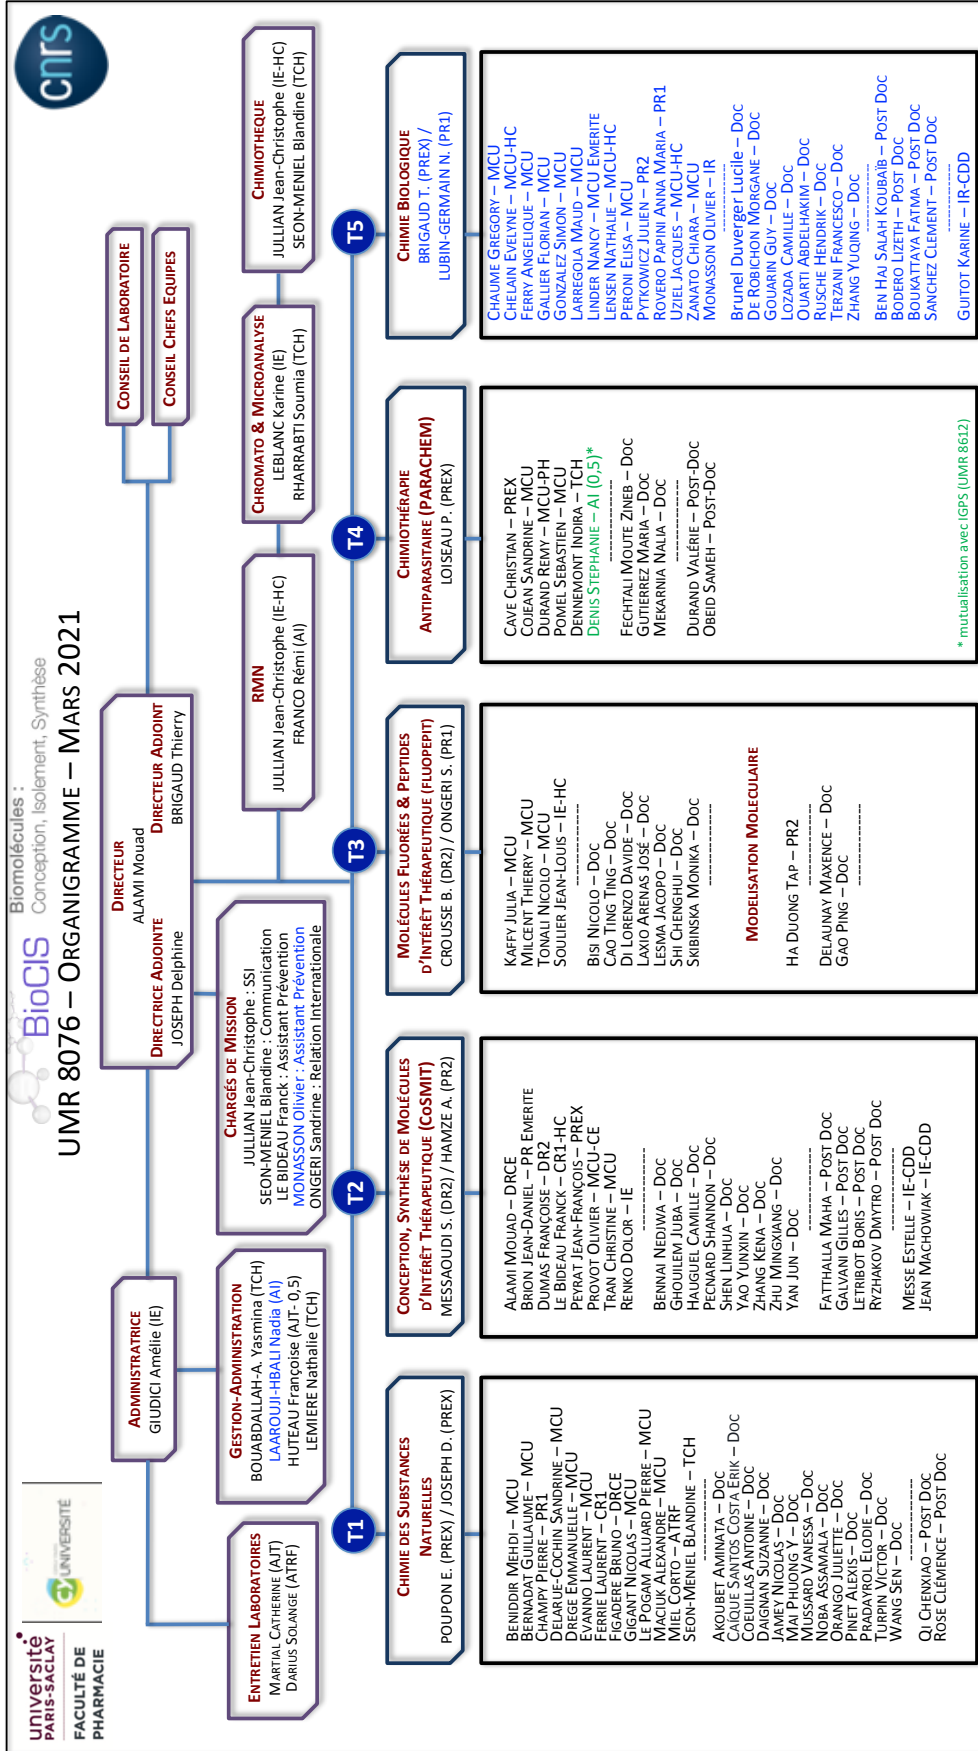 université
PARIS-SACLAY
FACULTÉ DE
PHARMACIE
CY UNIVERSITÉ
BioCIS
Biomolécules :
Conception, Isolement, Synthèse
UMR 8076 – ORGANIGRAMME – MARS 2021
cnrs
DIRECTEUR
ALAMI Mouad
DIRECTRICE ADJOINTE
JOSEPH Delphine
DIRECTEUR ADJOINT
BRIGAUD Thierry
CONSEIL DE LABORATOIRE
CONSEIL CHEFS EQUIPES
ADMINISTRATRICE
GIUDICI Amélie (IE)
ENTRETIEN LABORATOIRES
MARTIAL CATHERINE (AJT)
DARIUS SOLANGE (ATRF)
GESTION-ADMINISTRATION
BOUABDALLAH-A. Yasmina (TCH)
LAAROUJI-HBALI Nadia (AI)
HUTEAU Françoise (AJT- 0,5)
LEMIERE Nathalie (TCH)
CHARGÉS DE MISSION
JULLIAN Jean-Christophe : SSI
SEON-MENIEL Blandine : Communication
LE BIDEAU Franck : Assistant Prévention
MONASSON Olivier : Assistant Prévention
ONGERI Sandrine : Relation Internationale
RMN
JULLIAN Jean-Christophe (IE-HC)
FRANCO Rémi (AI)
CHROMATO & MICROANALYSE
LEBLANC Karine (IE)
RHARRABTI Soumia (TCH)
CHIMIOTHEQUE
JULLIAN Jean-Christophe (IE-HC)
SEON-MENIEL Blandine (TCH)
T1
CHIMIE DES SUBSTANCES
NATURELLES
POUPON E. (PREX) / JOSEPH D. (PREX)
BENIDDIR MEHDI – MCU
BERNADAT GUILLAUME – MCU
CHAMPY PIERRE – PR1
DELARUE-COCHIN SANDRINE – MCU
DREGE EMMANUELLE – MCU
EVANNO LAURENT – MCU
FERRIE LAURENT – CR1
FIGADERE BRUNO – DRCE
GIGANT NICOLAS – MCU
LE POGAM ALLUARD PIERRE – MCU
MACIUK ALEXANDRE – MCU
MIEL CORTO – ATRF
SEON-MENIEL BLANDINE – TCH
--------------------
AKOUBET AMINATA – DOC
CAÏQUE SANTOS COSTA ERIK – DOC
COEUILLAS ANTOINE – DOC
DAIGNAN SUZANNE – DOC
JAMEY NICOLAS – DOC
MAI PHUONG Y – DOC
MUSSARD VANESSA – DOC
NOBA ASSAMALA – DOC
ORANGO JULIETTE – DOC
PINET ALEXIS – DOC
PRADAYROL ELODIE – DOC
TURPIN VICTOR – DOC
WANG SEN – DOC
--------------------
QI CHENXIAO – POST DOC
ROSE CLÉMENCE – POST DOC
T2
CONCEPTION, SYNTHÈSE DE MOLÉCULES
D'INTÉRÊT THÉRAPEUTIQUE (COSMIT)
MESSAOUDI S. (DR2) / HAMZE A. (PR2)
ALAMI MOUAD – DRCE
BRION JEAN-DANIEL – PR EMERITE
DUMAS FRANÇOISE – DR2
LE BIDEAU FRANCK – CR1-HC
PEYRAT JEAN-FRANÇOIS – PREX
PROVOT OLIVIER – MCU-CE
TRAN CHRISTINE – MCU
RENKO DOLOR – IE
--------------------
BENNAI NEDJWA – DOC
GHOUILEM JUBA – DOC
HAUGUEL CAMILLE – DOC
PECNARD SHANNON – DOC
SHEN LINHUA – DOC
YAO YUNXIN – DOC
ZHANG KENA – DOC
ZHU MINGXIANG – DOC
YAN JUN – DOC
--------------------
FATTHALLA MAHA – POST DOC
GALVANI GILLES – POST DOC
LETRIBOT BORIS – POST DOC
RYZHAKOV DMYTRO – POST DOC
--------------------
MESSE ESTELLE – IE-CDD
JEAN MACHOWIAK – IE-CDD
T3
MOLÉCULES FLUORÉES & PEPTIDES
D'INTÉRÊT THÉRAPEUTIQUE (FLUOPEPIT)
CROUSSE B. (DR2) / ONGERI S. (PR1)
KAFFY JULIA – MCU
MILCENT THIERRY – MCU
TONALI NICOLO – MCU
SOULIER JEAN-LOUIS – IE-HC
--------------------
BISI NICOLO – DOC
CAO TING TING – DOC
DI LORENZO DAVIDE – DOC
LAXIO ARENAS JOSÉ – DOC
LESMA JACOPO – DOC
SHI CHENGHUI – DOC
SKIBINSKA MONIKA – DOC
--------------------
MODELISATION MOLECULAIRE
HA DUONG TAP – PR2
--------------------
DELAUNAY MAXENCE – DOC
GAO PING – DOC
--------------------
T4
CHIMIOTHÉRAPIE
ANTIPARASITAIRE (PARACHEM)
LOISEAU P. (PREX)
CAVE CHRISTIAN – PREX
COJEAN SANDRINE – MCU
DURAND REMY – MCU-PH
POMEL SEBASTIEN – MCU
DENNEMONT INDIRA – TCH
DENIS STEPHANIE – AI (0,5)*
--------------------
FECHTALI MOUTE ZINEB – DOC
GUTIERREZ MARIA – DOC
MEKARNIA NALIA – DOC
--------------------
DURAND VALÉRIE – POST-DOC
OBEID SAMEH – POST-DOC
* mutualisation avec IGPS (UMR 8612)
T5
CHIMIE BIOLOGIQUE
BRIGAUD T. (PREX) /
LUBIN-GERMAIN N. (PR1)
CHAUME GREGORY – MCU
CHELAIN EVELYNE – MCU-HC
FERRY ANGELIQUE – MCU
GALLIER FLORIAN – MCU
GONZALEZ SIMON – MCU
LARREGOLA MAUD – MCU
LINDER NANCY – MCU EMERITE
LENSEN NATHALIE – MCU-HC
PERONI ELISA – MCU
PYTKOWICZ JULIEN – PR2
ROVERO PAPINI ANNA MARIA – PR1
UZIEL JACQUES – MCU-HC
ZANATO CHIARA – MCU
MONASSON OLIVIER – IR
--------------------
BRUNEL DUVERGER LUCILE – DOC
DE ROBICHON MORGANE – DOC
GOUARIN GUY – DOC
LOZADA CAMILLE – DOC
OUARTI ABDELHAKIM – DOC
RUSCHE HENDRIK – DOC
TERZANI FRANCESCO – DOC
ZHANG YUQING – DOC
--------------------
BEN HAJ SALAH KOUBAÏB – POST DOC
BODERO LIZETH – POST DOC
BOUKATTAYA FATMA – POST DOC
SANCHEZ CLEMENT – POST DOC
--------------------
GUITOT KARINE – IR-CDD